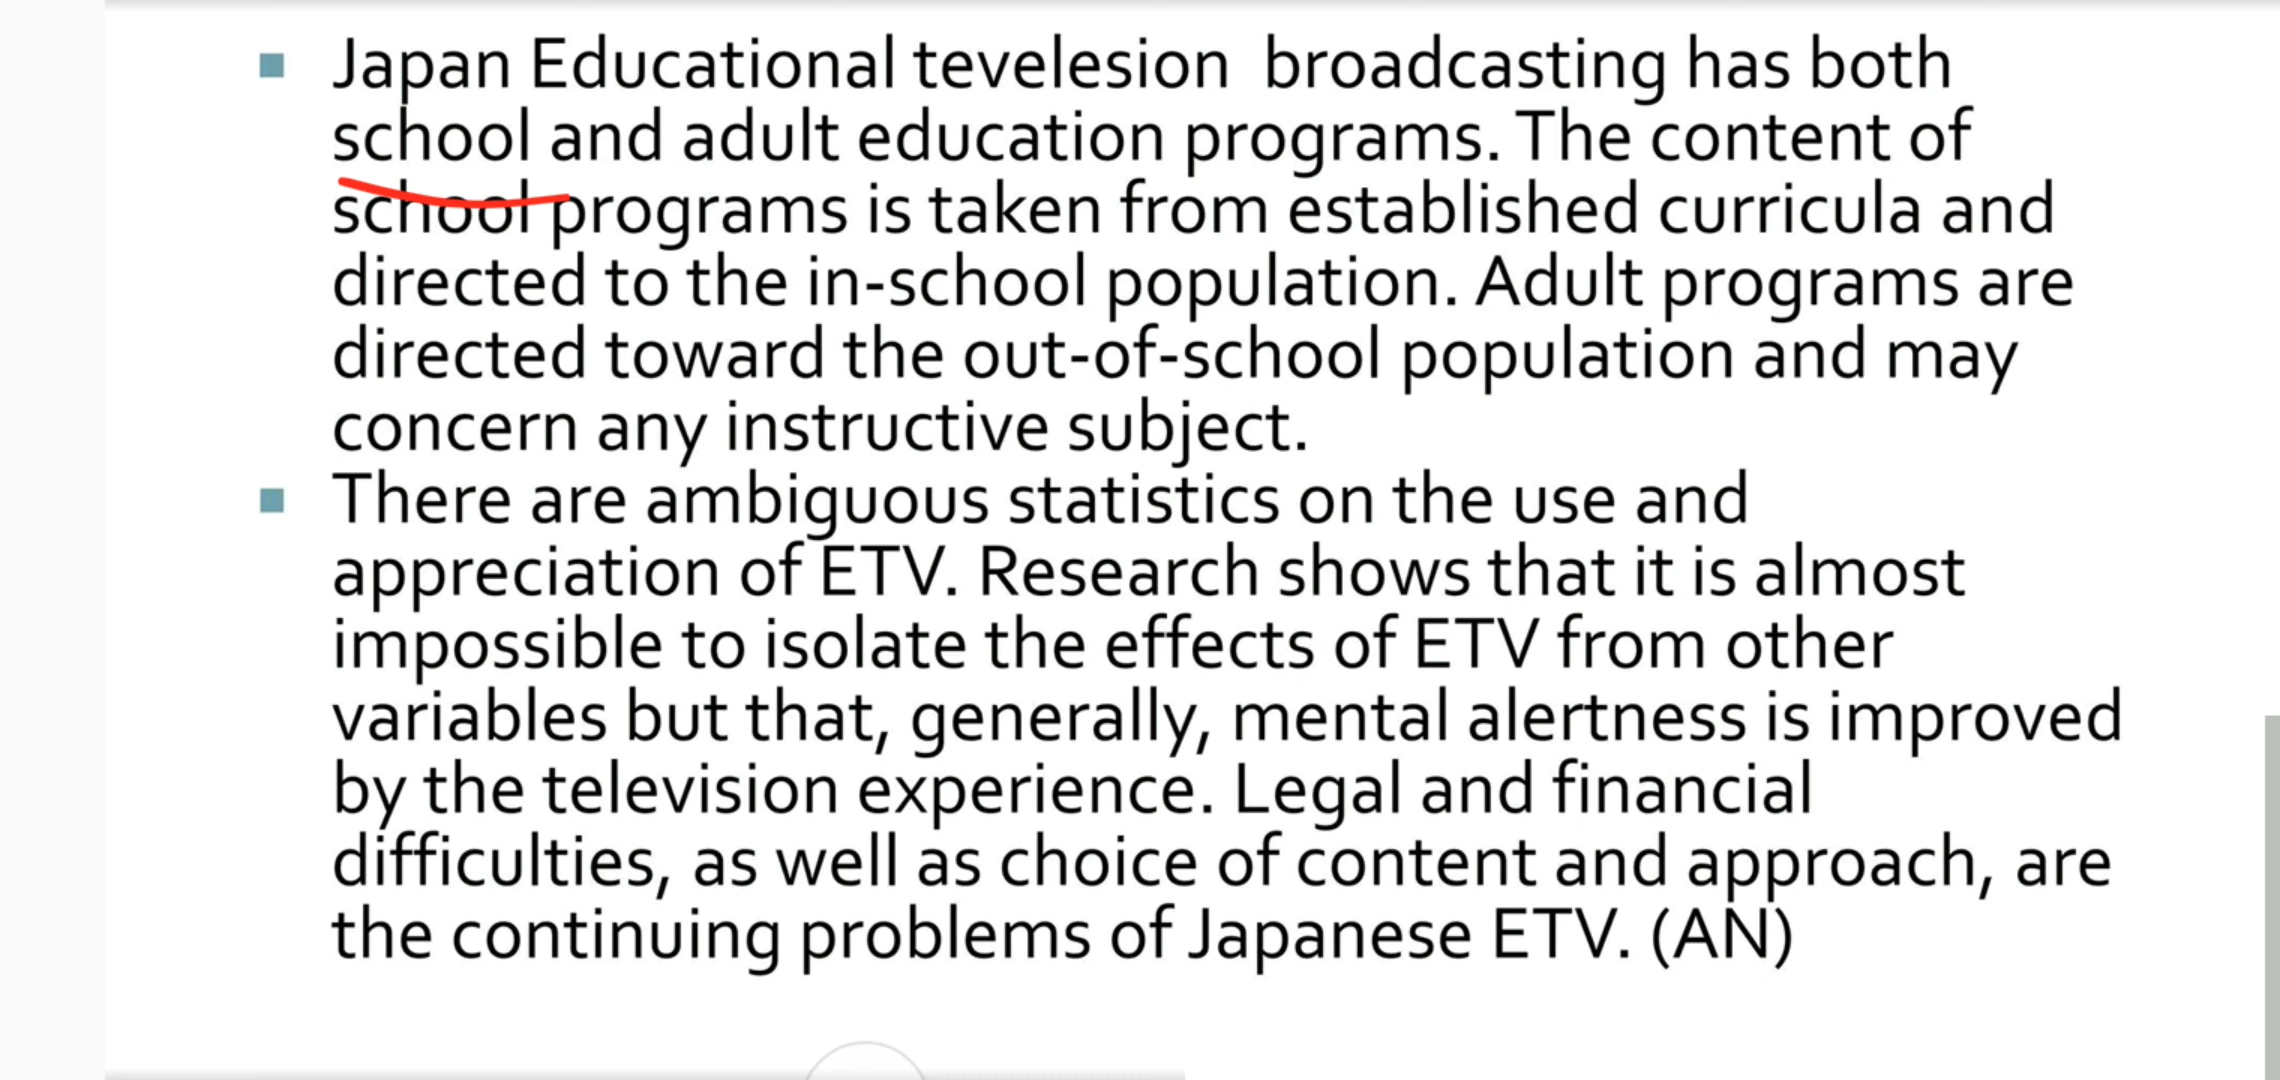 Japan Educational tevelesion broadcasting has both
school and adult education programs. The content of
school programs is taken from established curricula and
directed to the in-school population. Adult programs are
directed toward the out-of-school population and may
concern any instructive subject.
There are ambiguous statistics on the use and
appreciation of ETV. Research shows that it is almost
impossible to isolate the effects of ETV from other
variables but that, generally, mental alertness is improved
by the television experience. Legal and financial
difficulties, as well as choice of content and approach, are
the continuing problems of Japanese ETV. (AN)